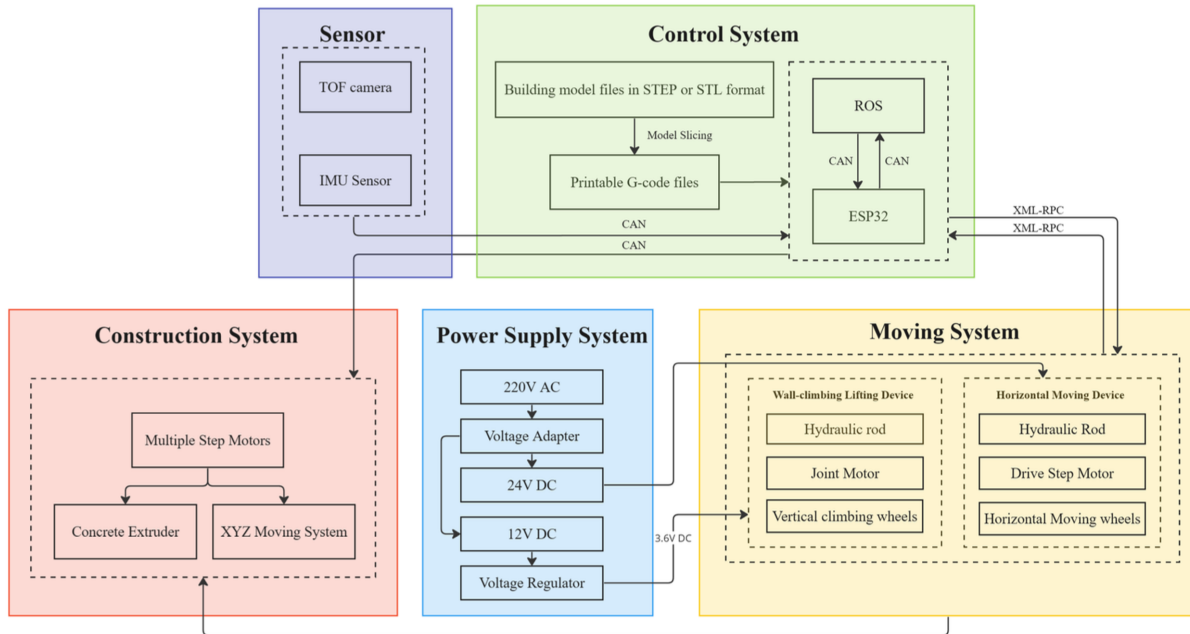 Sensor
TOF camera
IMU Sensor
Control System
Building model files in STEP or STL format
Model Slicing
Printable G-code files
ROS
CAN
CAN
ESP32
CAN
CAN
XML-RPC
XML-RPC
Construction System
Multiple Step Motors
Concrete Extruder
XYZ Moving System
Power Supply System
220V AC
Voltage Adapter
24V DC
12V DC
Voltage Regulator
3.6V DC
Moving System
Wall-climbing Lifting Device
Hydraulic rod
Joint Motor
Vertical climbing wheels
Horizontal Moving Device
Hydraulic Rod
Drive Step Motor
Horizontal Moving wheels